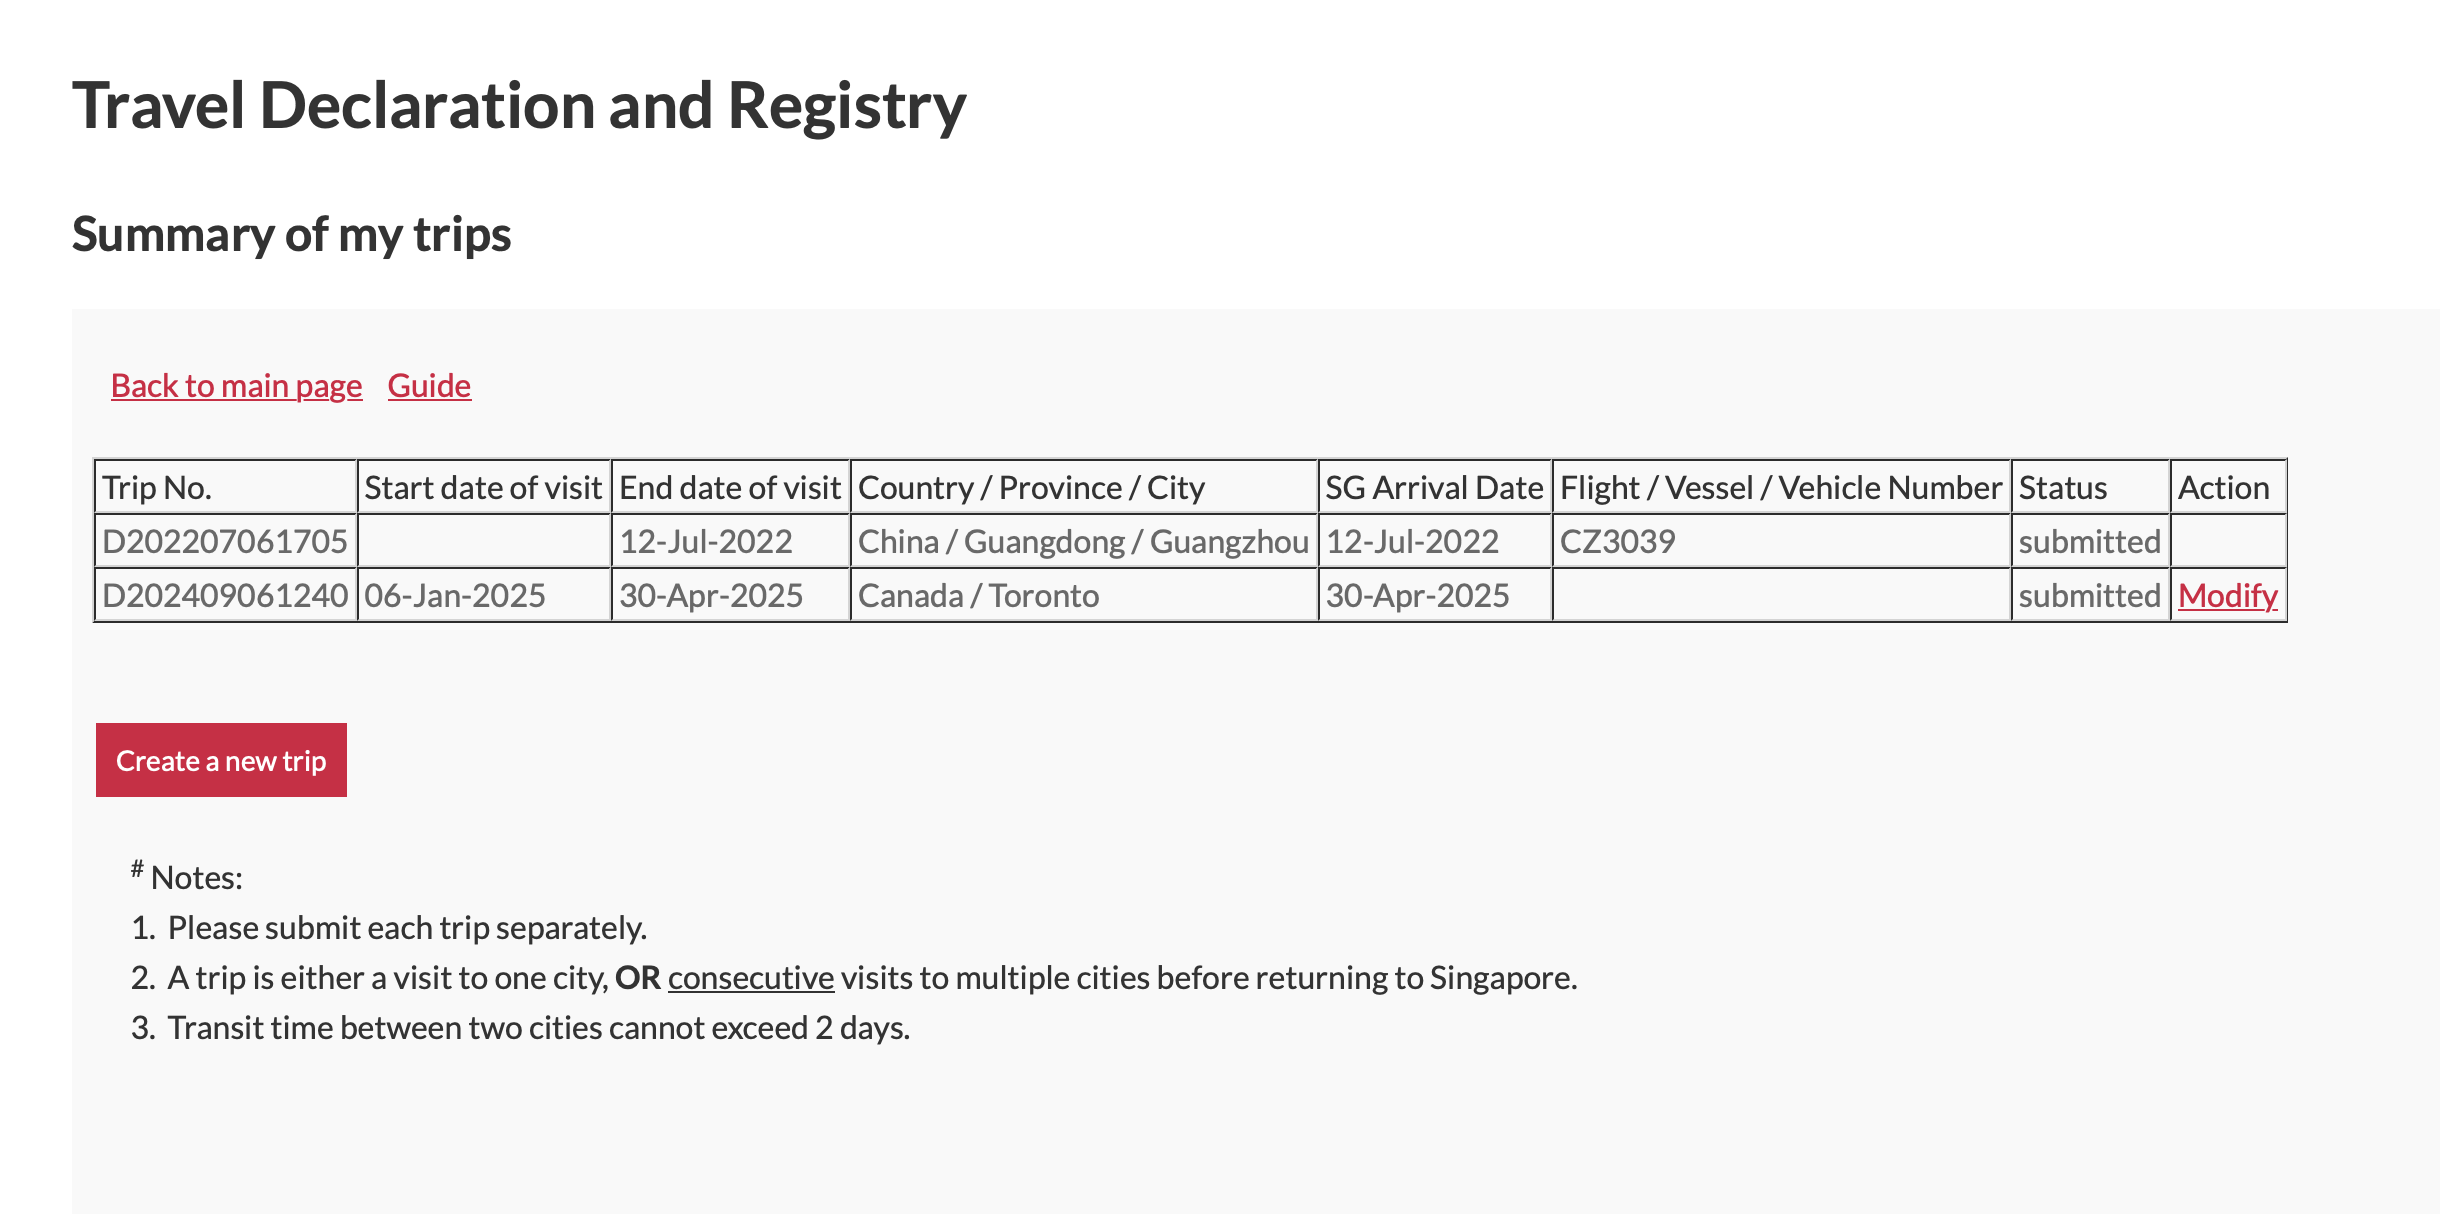 Travel Declaration and Registry
Summary of my trips
Back to main page Guide
Trip No. Start date of visit End date of visit Country / Province / City SG Arrival Date Flight / Vessel / Vehicle Number Status Action
D202207061705 12-Jul-2022 China / Guangdong / Guangzhou 12-Jul-2022 CZ3039 submitted
D202409061240 06-Jan-2025 30-Apr-2025 Canada / Toronto 30-Apr-2025 submitted Modify
Create a new trip
# Notes:
1. Please submit each trip separately.
2. A trip is either a visit to one city, OR consecutive visits to multiple cities before returning to Singapore.
3. Transit time between two cities cannot exceed 2 days.